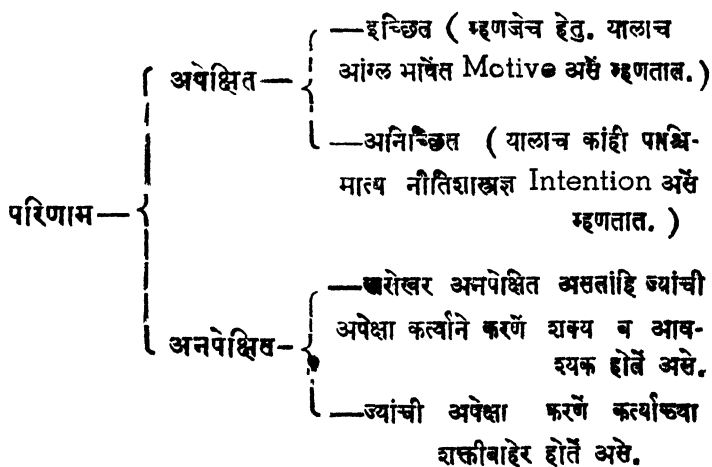 —इच्छित ( म्हणजेच हेतु. यालाच
अपेक्षित—
आंग्ल भाषेंत Motive असें म्हणतात. )
—अनिच्छित ( यालाच कांही पाश्चि-
मात्य नीतिशास्त्रज्ञ Intention असें
परिणाम—
म्हणतात. )
—खरोखर अनपेक्षित असतांहि ज्यांची
अपेक्षा कर्त्याने करणें शक्य व आव-
अनपेक्षित-
श्यक होतें असे.
—ज्यांची अपेक्षा करणें कर्त्याच्या
शक्तीबाहेर होतें असे.